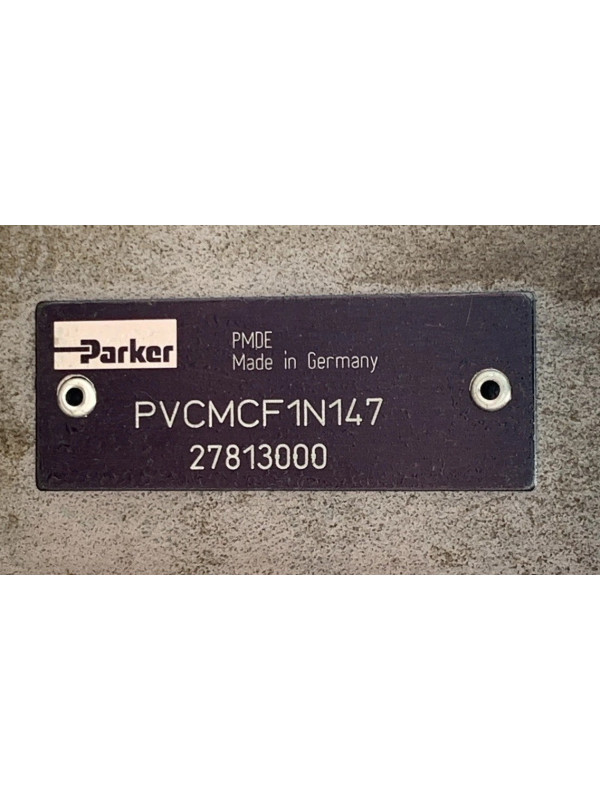 Parker
PMDE
Made in Germany
PVCMCF1N147
27813000